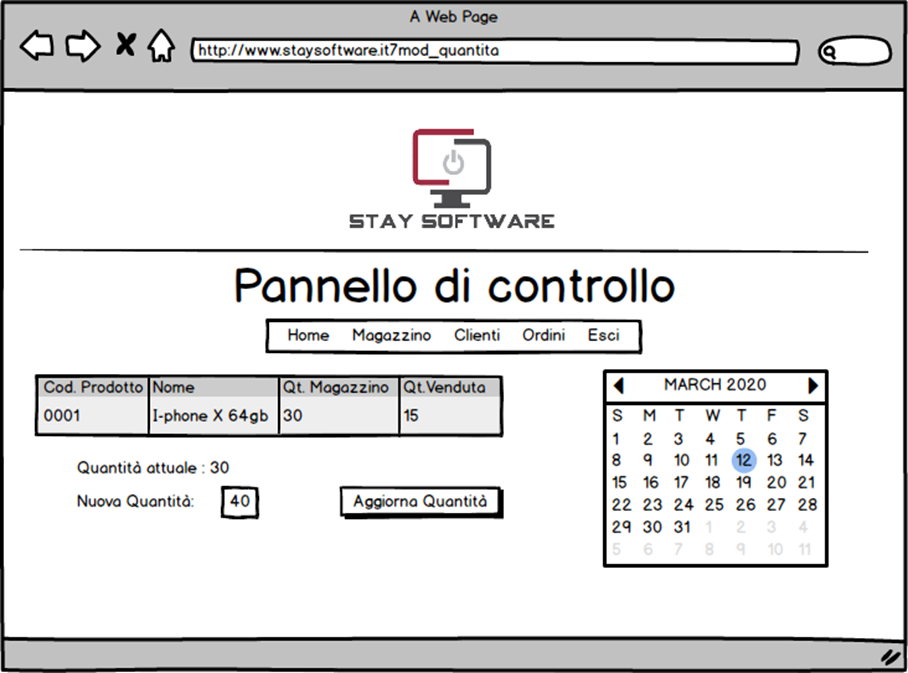 A Web Page
http://www.staysoftware.it7mod_quantita
STAY SOFTWARE
Pannello di controllo
Home Magazzino Clienti Ordini Esci
Cod. Prodotto Nome Qt. Magazzino Qt.Venduta
0001 I-phone X 64gb 30 15
Quantità attuale : 30
Nuova Quantità: 40 Aggiorna Quantità
MARCH 2020
S M T W T F S
1 2 3 4 5 6 7
8 9 10 11 12 13 14
15 16 17 18 19 20 21
22 23 24 25 26 27 28
29 30 31 1 2 3 4
5 6 7 8 9 10 11